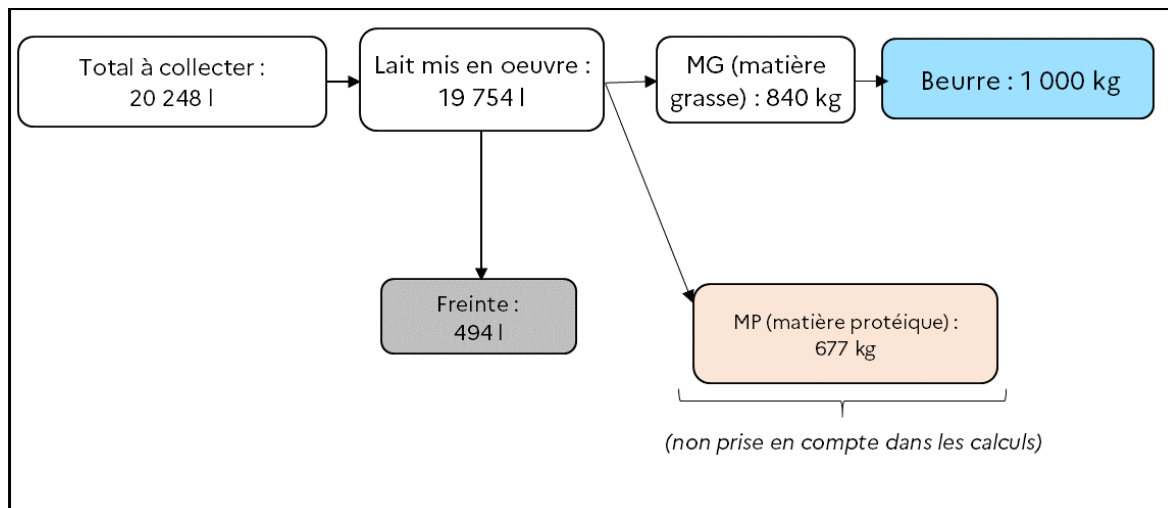 Total à collecter :
20 248 l
Lait mis en oeuvre :
19 754 l
MG (matière
grasse) : 840 kg
Beurre : 1 000 kg
Freinte :
494 l
MP (matière protéique) :
677 kg
(non prise en compte dans les calculs)